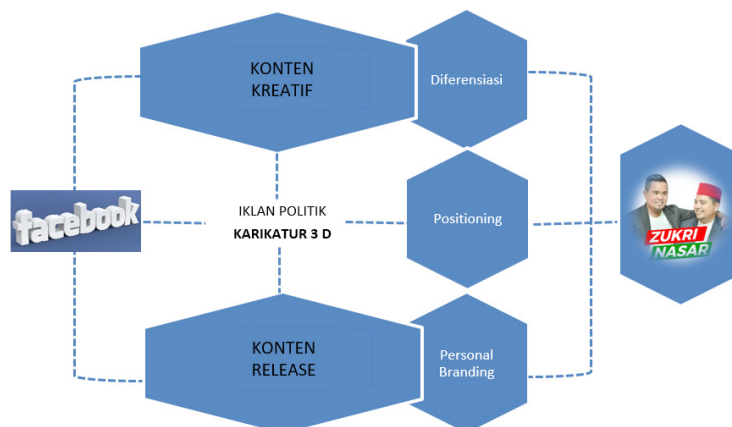 KONTEN
KREATIF
Diferensiasi
facebook
IKLAN POLITIK
KARIKATUR 3 D
Positioning
ZUKRI
NASAR
KONTEN
RELEASE
Personal
Branding